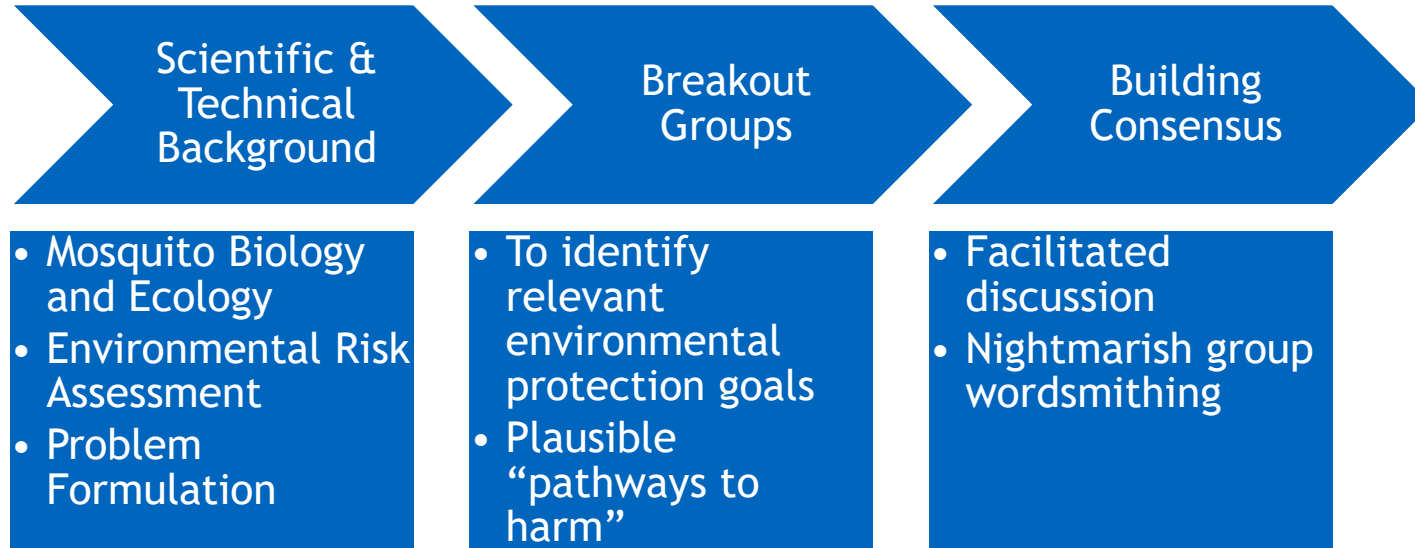 Scientific &
Technical
Background
Breakout
Groups
Building
Consensus
• Mosquito Biology
and Ecology
• Environmental Risk
Assessment
• Problem
Formulation
• To identify
relevant
environmental
protection goals
• Plausible
“pathways to
harm”
• Facilitated
discussion
• Nightmarish group
wordsmithing